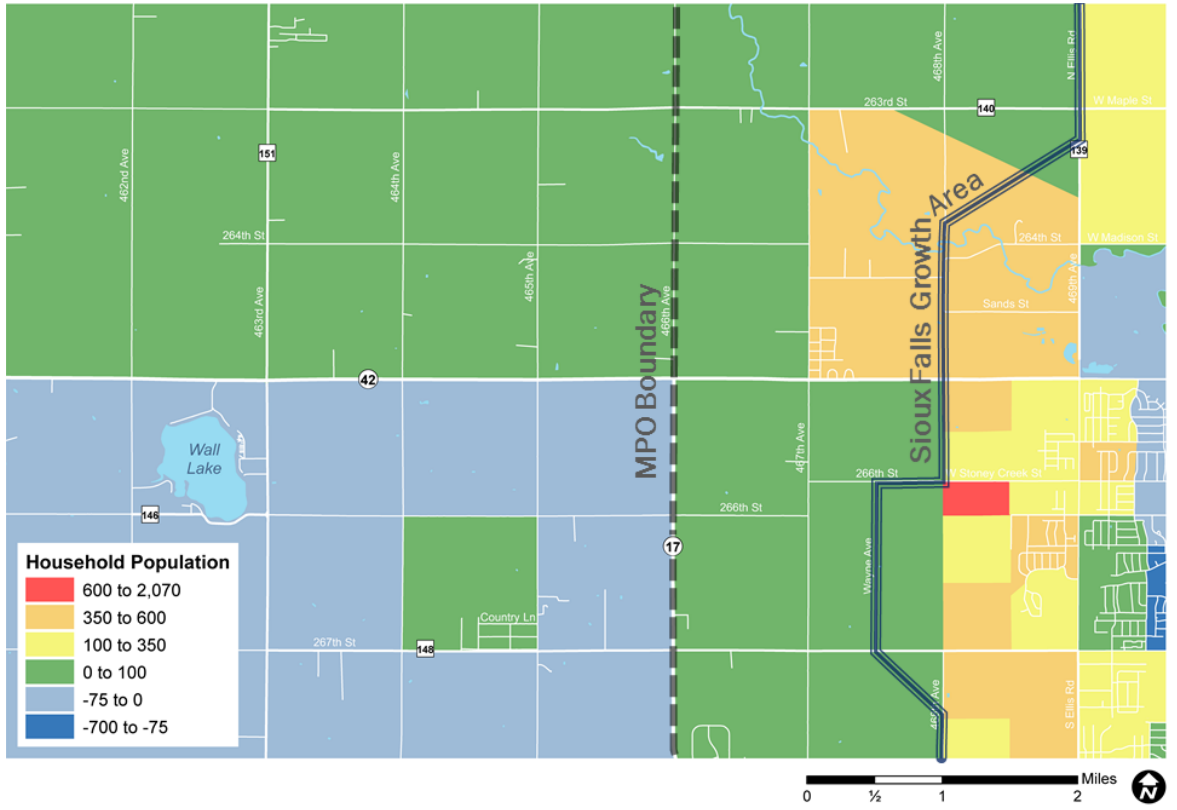 468th Ave
N Ellis Rd
263rd St
140
W Maple St
462nd Ave
151
464th Ave
139
Sioux Falls Growth Area
264th St
264th St
W Madison St
463rd Ave
465th Ave
466th Ave
469th Ave
MPO Boundary
Sands St
42
Wall
Lake
467th Ave
266th St
W Stoney Creek St
146
266th St
17
Wayne Ave
Country Ln
267th St
148
S Ellis Rd
Household Population
600 to 2,070
350 to 600
100 to 350
0 to 100
-75 to 0
-700 to -75
Miles
0
½
1
2
N